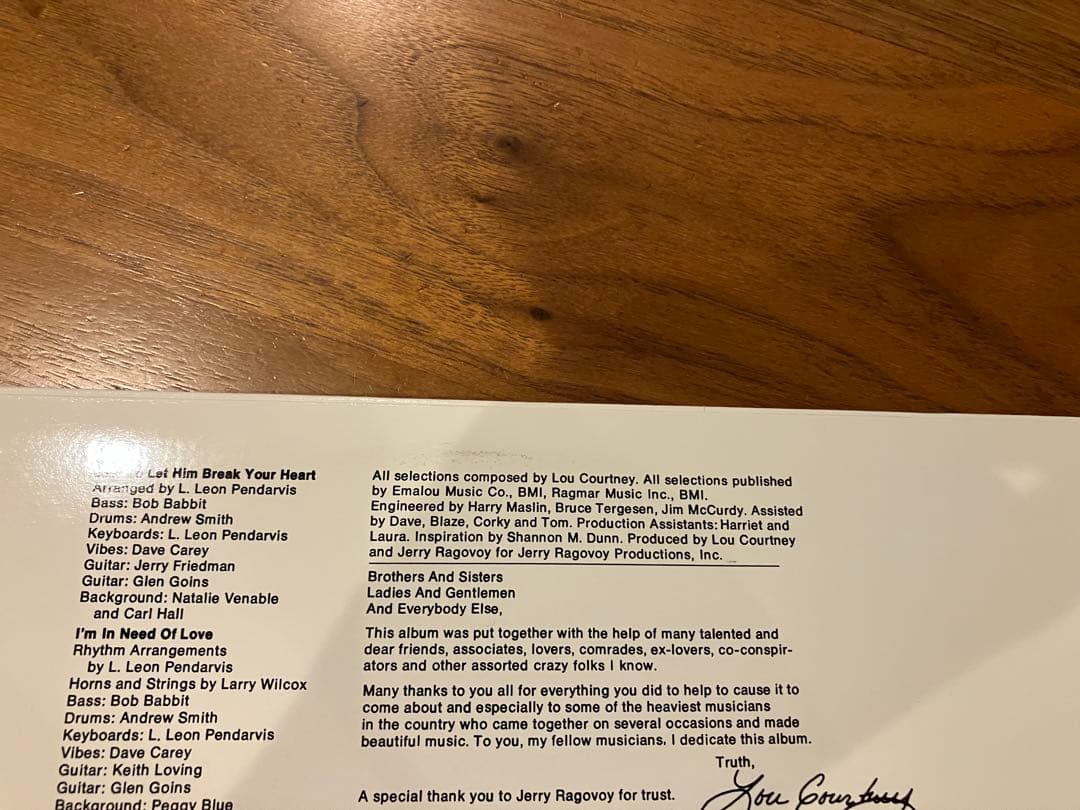 Let Him Break Your Heart
Arranged by L. Leon Pendarvis
Bass: Bob Babbit
Drums: Andrew Smith
Keyboards: L. Leon Pendarvis
Vibes: Dave Carey
Guitar: Jerry Friedman
Guitar: Glen Goins
Background: Natalie Venable
and Carl Hall
I'm In Need Of Love
Rhythm Arrangements
by L. Leon Pendarvis
Horns and Strings by Larry Wilcox
Bass: Bob Babbit
Drums: Andrew Smith
Keyboards: L. Leon Pendarvis
Vibes: Dave Carey
Guitar: Keith Loving
Guitar: Glen Goins
Background: Peggy Blue
All selections composed by Lou Courtney. All selections published
by Emalou Music Co., BMI, Ragmar Music Inc., BMI.
Engineered by Harry Maslin, Bruce Tergesen, Jim McCurdy. Assisted
by Dave, Blaze, Corky and Tom. Production Assistants: Harriet and
Laura. Inspiration by Shannon M. Dunn. Produced by Lou Courtney
and Jerry Ragovoy for Jerry Ragovoy Productions, Inc.
Brothers And Sisters
Ladies And Gentlemen
And Everybody Else,
This album was put together with the help of many talented and
dear friends, associates, lovers, comrades, ex-lovers, co-conspir-
ators and other assorted crazy folks I know.
Many thanks to you all for everything you did to help to cause it to
come about and especially to some of the heaviest musicians
in the country who came together on several occasions and made
beautiful music. To you, my fellow musicians, I dedicate this album.
Truth,
Lou Courtney
A special thank you to Jerry Ragovoy for trust.